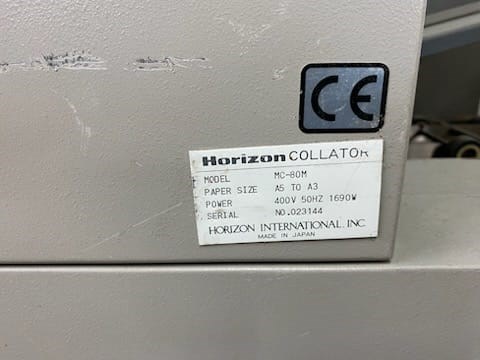 CE
Horizon COLLATOR
MODEL MC-80M
PAPER SIZE A5 TO A3
POWER 400V 50HZ 1690W
SERIAL NO.023144
HORIZON INTERNATIONAL INC.
MADE IN JAPAN